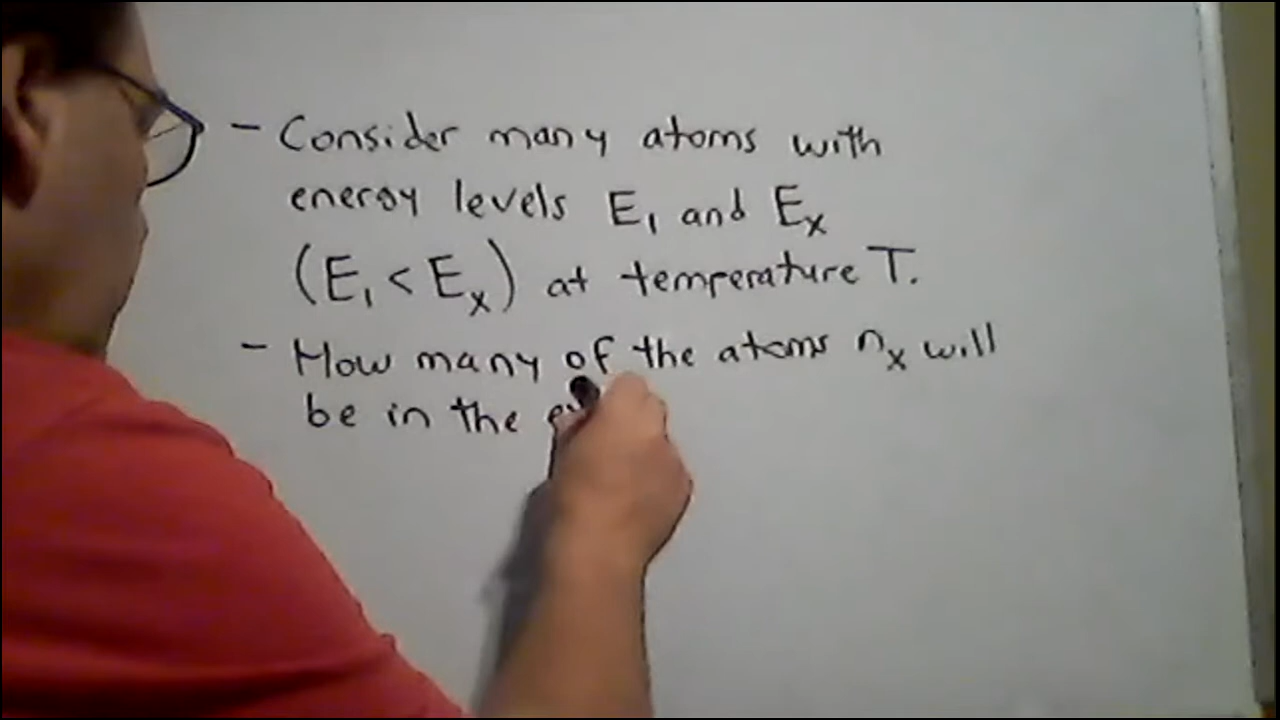 - Consider many atoms with
energy levels E₁ and Eₓ
(E₁ < Eₓ) at temperature T.
- How many of the atoms nₓ will
be in the